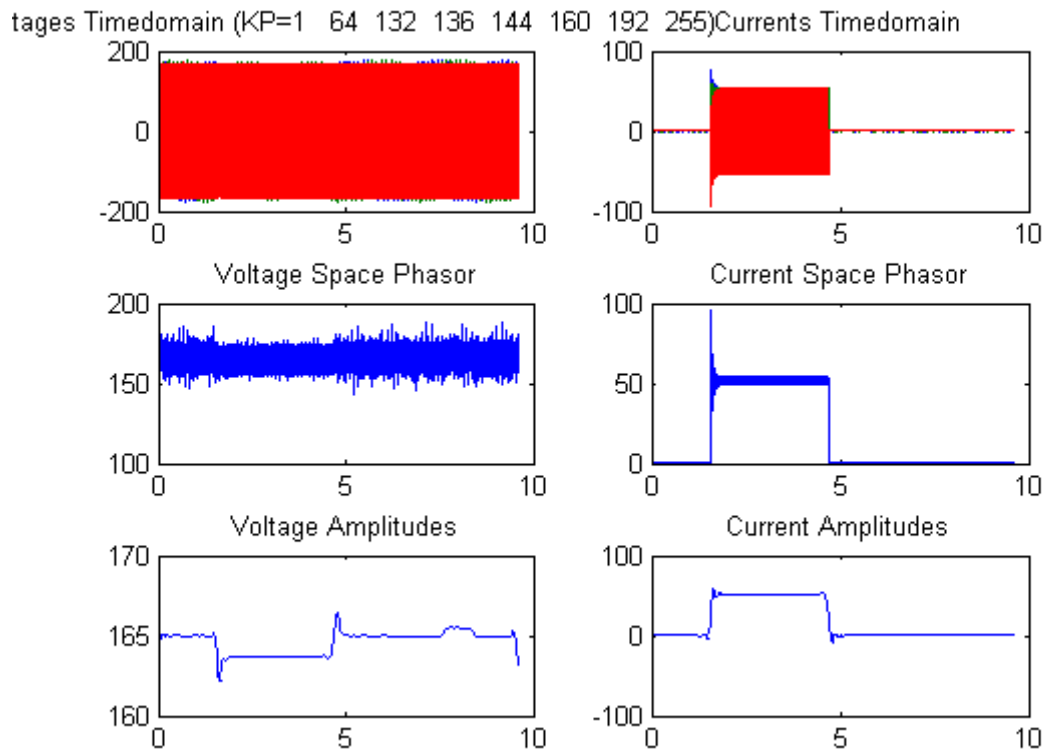 tages Timedomain (KP=1 64 132 136 144 160 192 255)Currents Timedomain
200 100
0 0
-200 -100
0 5 10 0 5 10
Voltage Space Phasor Current Space Phasor
200 100
150 50
100 0
0 5 10 0 5 10
Voltage Amplitudes Current Amplitudes
170 100
165 0
160 -100
0 5 10 0 5 10